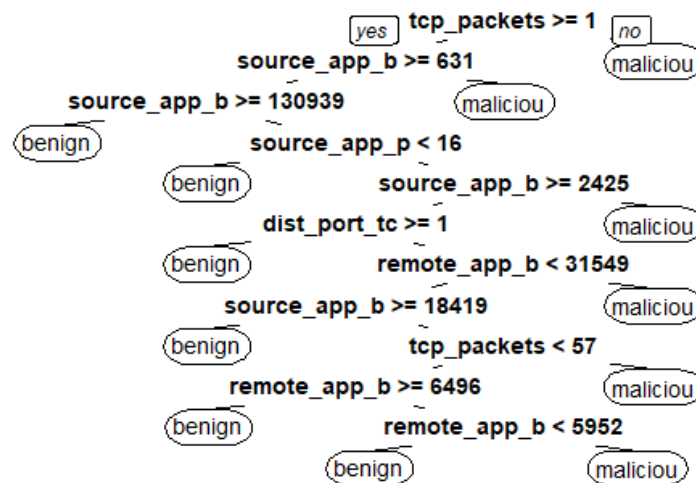 yes tcp_packets >= 1 no
source_app_b >= 631 maliciou
source_app_b >= 130939 maliciou
benign source_app_p < 16
benign source_app_b >= 2425
dist_port_tc >= 1 maliciou
benign remote_app_b < 31549
source_app_b >= 18419 maliciou
benign tcp_packets < 57
remote_app_b >= 6496 maliciou
benign remote_app_b < 5952
benign maliciou